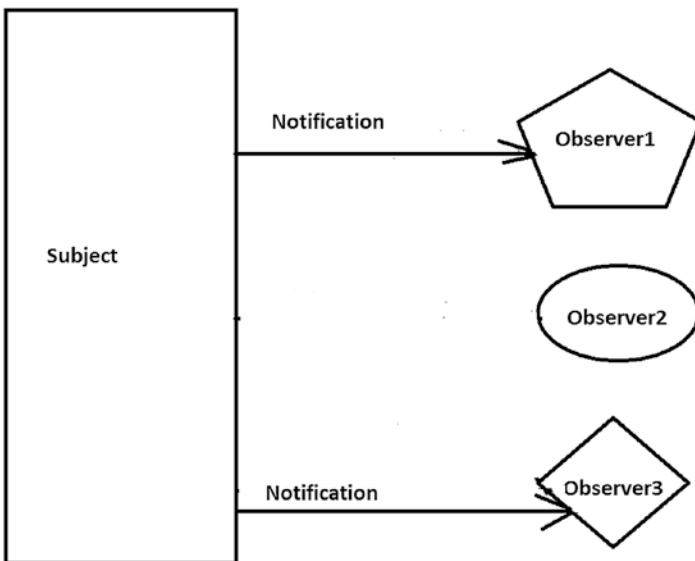 Notification
Observer1
Subject
Observer2
Notification
Observer3